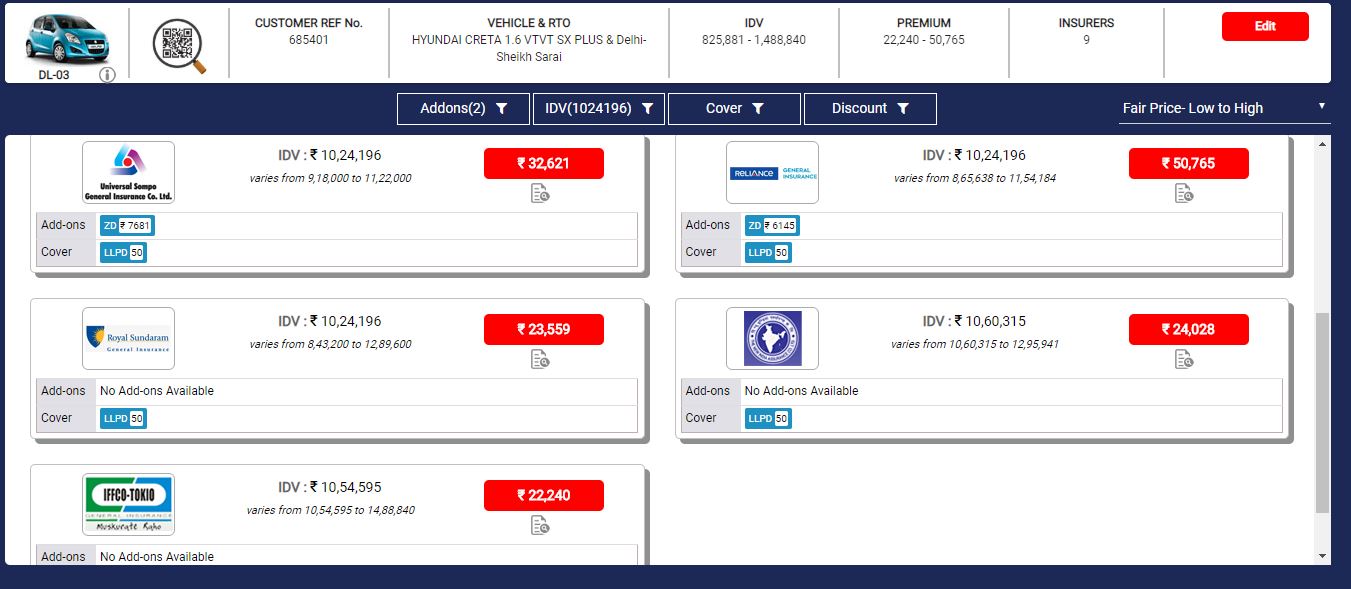 DL-03
CUSTOMER REF No.
685401
VEHICLE & RTO
HYUNDAI CRETA 1.6 VTVT SX PLUS & Delhi-
Sheikh Sarai
IDV
825,881 - 1,488,840
PREMIUM
22,240 - 50,765
INSURERS
9
Edit
Addons(2)
IDV(1024196)
Cover
Discount
Fair Price- Low to High
Universal Sompo
General Insurance Co. Ltd.
IDV : ₹ 10,24,196
varies from 9,18,000 to 11,22,000
₹ 32,621
Add-ons ZD ₹ 7681
Cover LLPD 50
RELIANCE GENERAL
INSURANCE
IDV : ₹ 10,24,196
varies from 8,65,638 to 11,54,184
₹ 50,765
Add-ons ZD ₹ 6145
Cover LLPD 50
Royal Sundaram
General Insurance
IDV : ₹ 10,24,196
varies from 8,43,200 to 12,89,600
₹ 23,559
Add-ons No Add-ons Available
Cover LLPD 50
IDV : ₹ 10,60,315
varies from 10,60,315 to 12,95,941
₹ 24,028
Add-ons No Add-ons Available
Cover LLPD 50
IFFCO-TOKIO
GENERAL INSURANCE
Muskurate Raho
IDV : ₹ 10,54,595
varies from 10,54,595 to 14,88,840
₹ 22,240
Add-ons No Add-ons Available